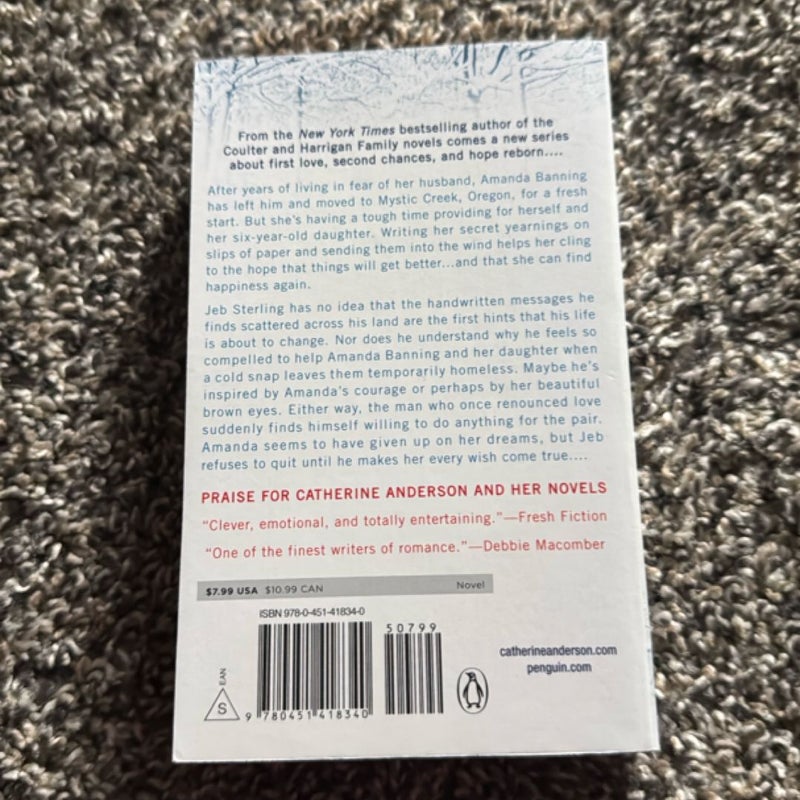 From the New York Times bestselling author of the
Coulter and Harrigan Family novels comes a new series
about first love, second chances, and hope reborn....
After years of living in fear of her husband, Amanda Banning
has left him and moved to Mystic Creek, Oregon, for a fresh
start. But she's having a tough time providing for herself and
her six-year-old daughter. Writing her secret yearnings on
slips of paper and sending them into the wind helps her cling
to the hope that things will get better...and that she can find
happiness again.
Jeb Sterling has no idea that the handwritten messages he
finds scattered across his land are the first hints that his life
is about to change. Nor does he understand why he feels so
compelled to help Amanda Banning and her daughter when
a cold snap leaves them temporarily homeless. Maybe he's
inspired by Amanda's courage or perhaps by her beautiful
brown eyes. Either way, the man who once renounced love
suddenly finds himself willing to do anything for the pair.
Amanda seems to have given up on her dreams, but Jeb
refuses to quit until he makes her every wish come true....
PRAISE FOR CATHERINE ANDERSON AND HER NOVELS
"Clever, emotional, and totally entertaining."—Fresh Fiction
"One of the finest writers of romance."—Debbie Macomber
$7.99 USA $10.99 CAN Novel
ISBN 978-0-451-41834-0
50799
catherineanderson.com
penguin.com
EAN
S
9 780451 418340